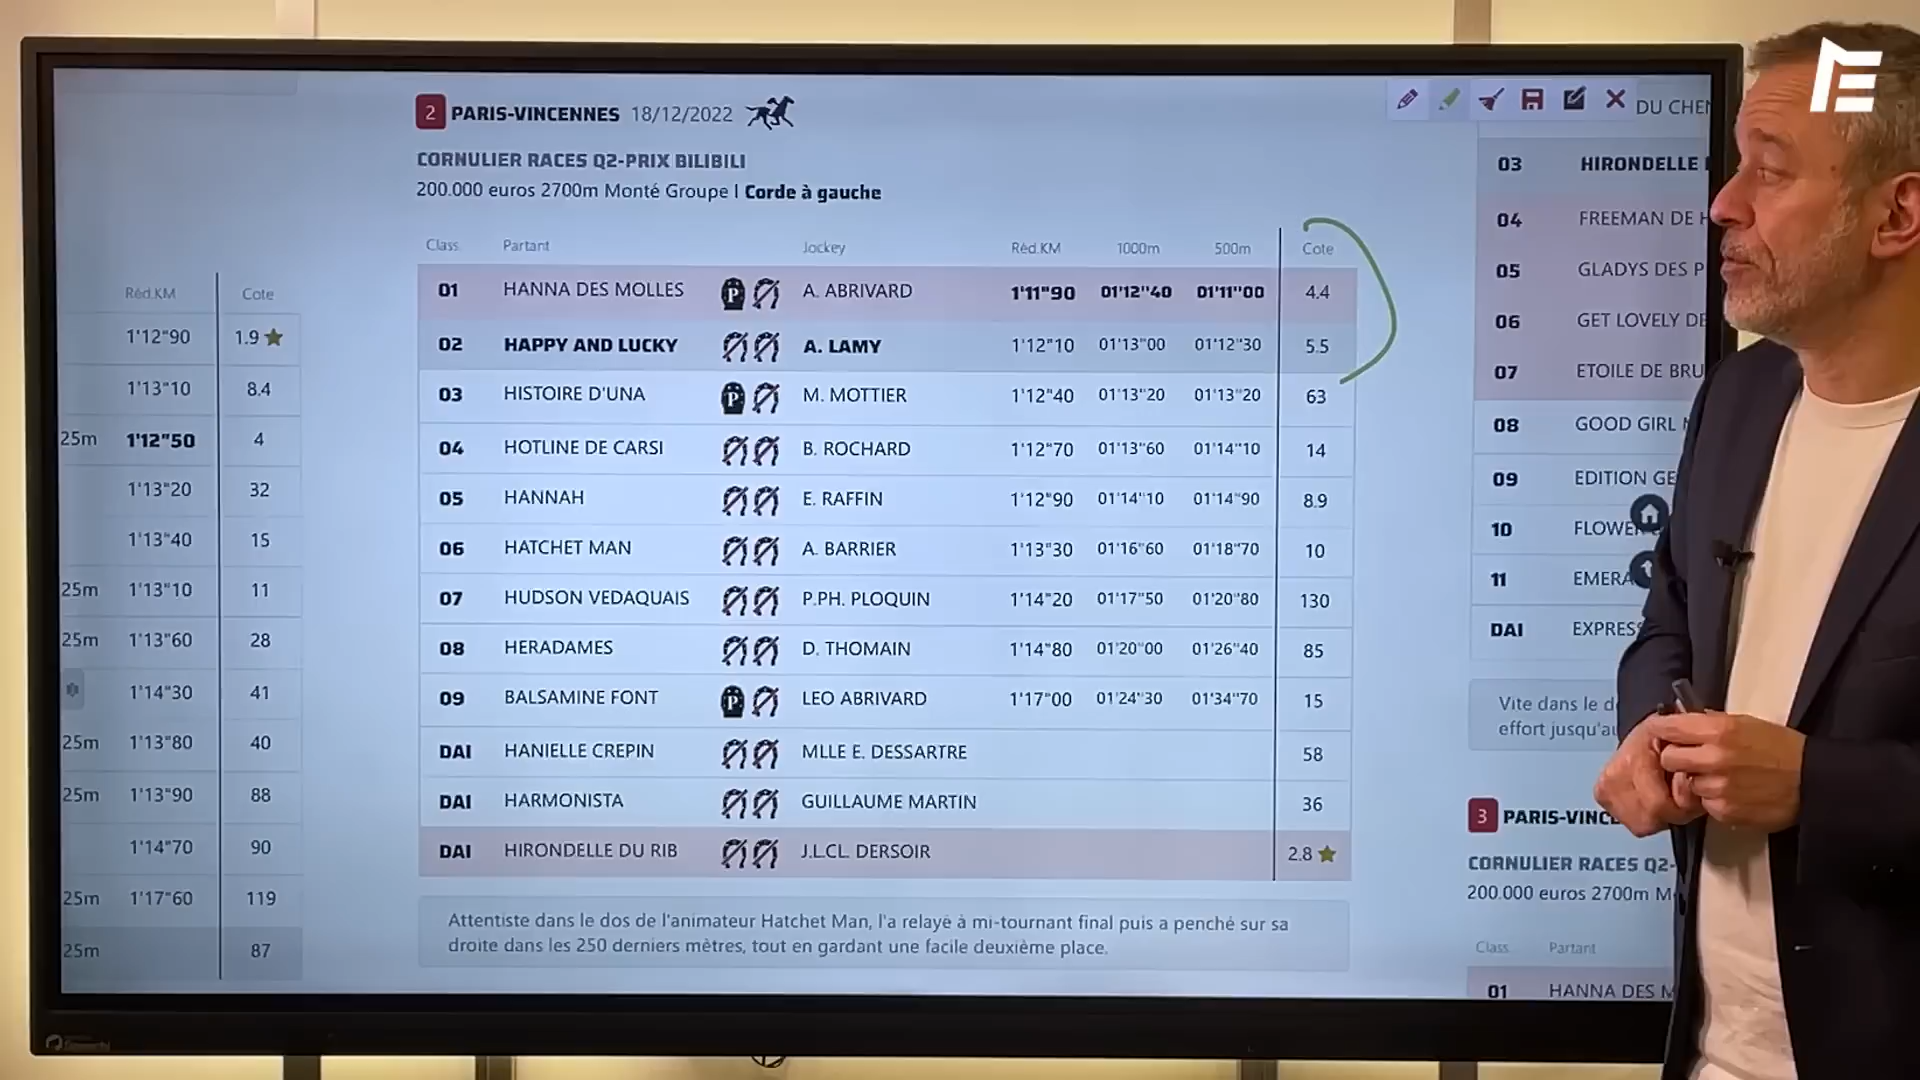 E
2 PARIS-VINCENNES 18/12/2022
CORNULIER RACES Q2-PRIX BILIBILI
200.000 euros 2700m Monté Groupe I Corde à gauche
Class. Partant Jockey Réd.KM 1000m 500m Cote
01 HANNA DES MOLLES P A. ABRIVARD 1'11"90 01'12"40 01'11"00 4.4
02 HAPPY AND LUCKY A. LAMY 1'12"10 01'13"00 01'12"30 5.5
03 HISTOIRE D'UNA P M. MOTTIER 1'12"40 01'13"20 01'13"20 63
04 HOTLINE DE CARSI B. ROCHARD 1'12"70 01'13"60 01'14"10 14
05 HANNAH E. RAFFIN 1'12"90 01'14"10 01'14"90 8.9
06 HATCHET MAN A. BARRIER 1'13"30 01'16"60 01'18"70 10
07 HUDSON VEDAQUAIS P.PH. PLOQUIN 1'14"20 01'17"50 01'20"80 130
08 HERADAMES D. THOMAIN 1'14"80 01'20"00 01'26"40 85
09 BALSAMINE FONT P LEO ABRIVARD 1'17"00 01'24"30 01'34"70 15
DAI HANIELLE CREPIN MLLE E. DESSARTRE 58
DAI HARMONISTA GUILLAUME MARTIN 36
DAI HIRONDELLE DU RIB J.L.CL. DERSOIR 2.8
Attentiste dans le dos de l'animateur Hatchet Man, l'a relayé à mi-tournant final puis a penché sur sa
droite dans les 250 derniers mètres, tout en gardant une facile deuxième place.
Réd.KM Cote
1'12"90 1.9
1'13"10 8.4
25m 1'12"50 4
1'13"20 32
1'13"40 15
25m 1'13"10 11
25m 1'13"60 28
1'14"30 41
25m 1'13"80 40
25m 1'13"90 88
1'14"70 90
25m 1'17"60 119
25m 87
DU CHEN
03 HIRONDELLE
04 FREEMAN DE H
05 GLADYS DES P
06 GET LOVELY DE
07 ETOILE DE BRU
08 GOOD GIRL
09 EDITION GE
10 FLOWE
11 EMERA
DAI EXPRES
Vite dans le d
effort jusqu'au
3 PARIS-VINC
CORNULIER RACES Q2-
200.000 euros 2700m M
Class. Partant
01 HANNA DES M